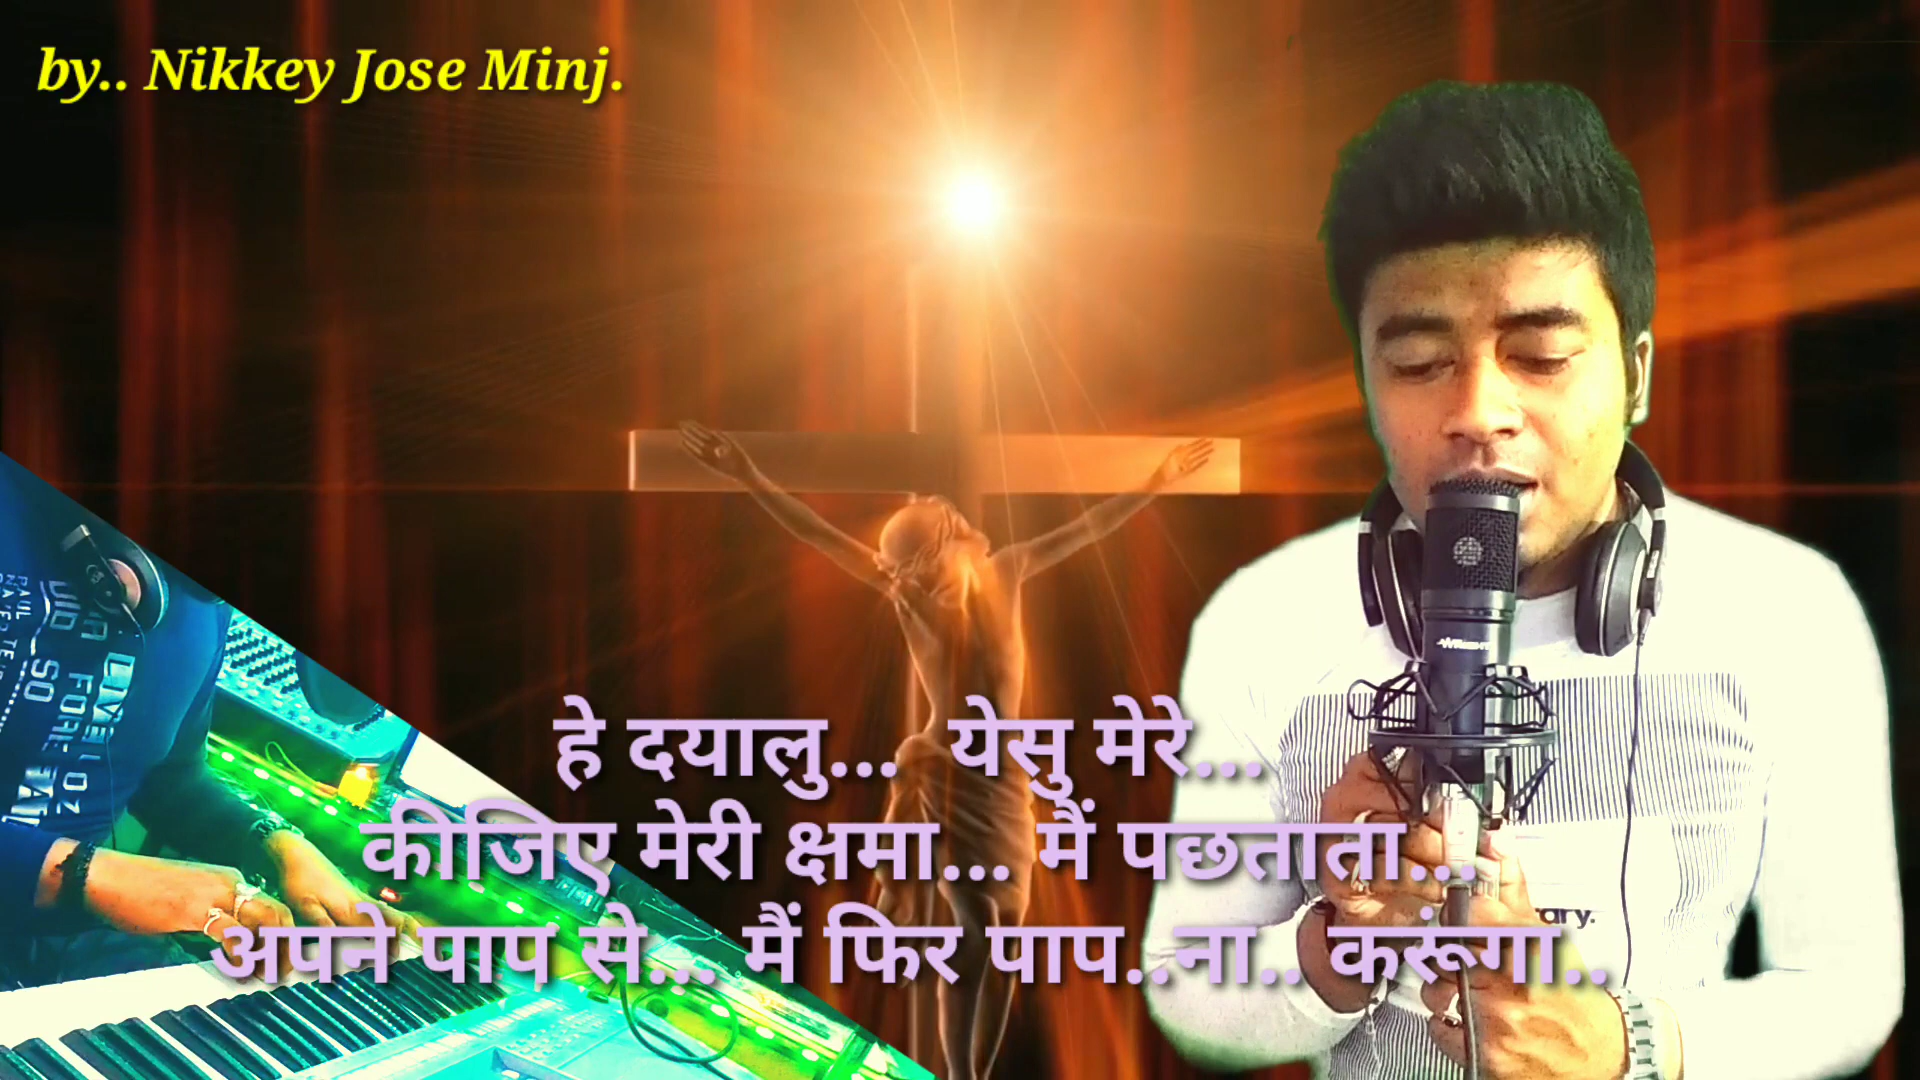 by.. Nikkey Jose Minj.
हे दयालु... येसु मेरे...
कीजिए मेरी क्षमा... मैं पछताता...
अपने पाप से... मैं फिर पाप..ना.. करूंगा..